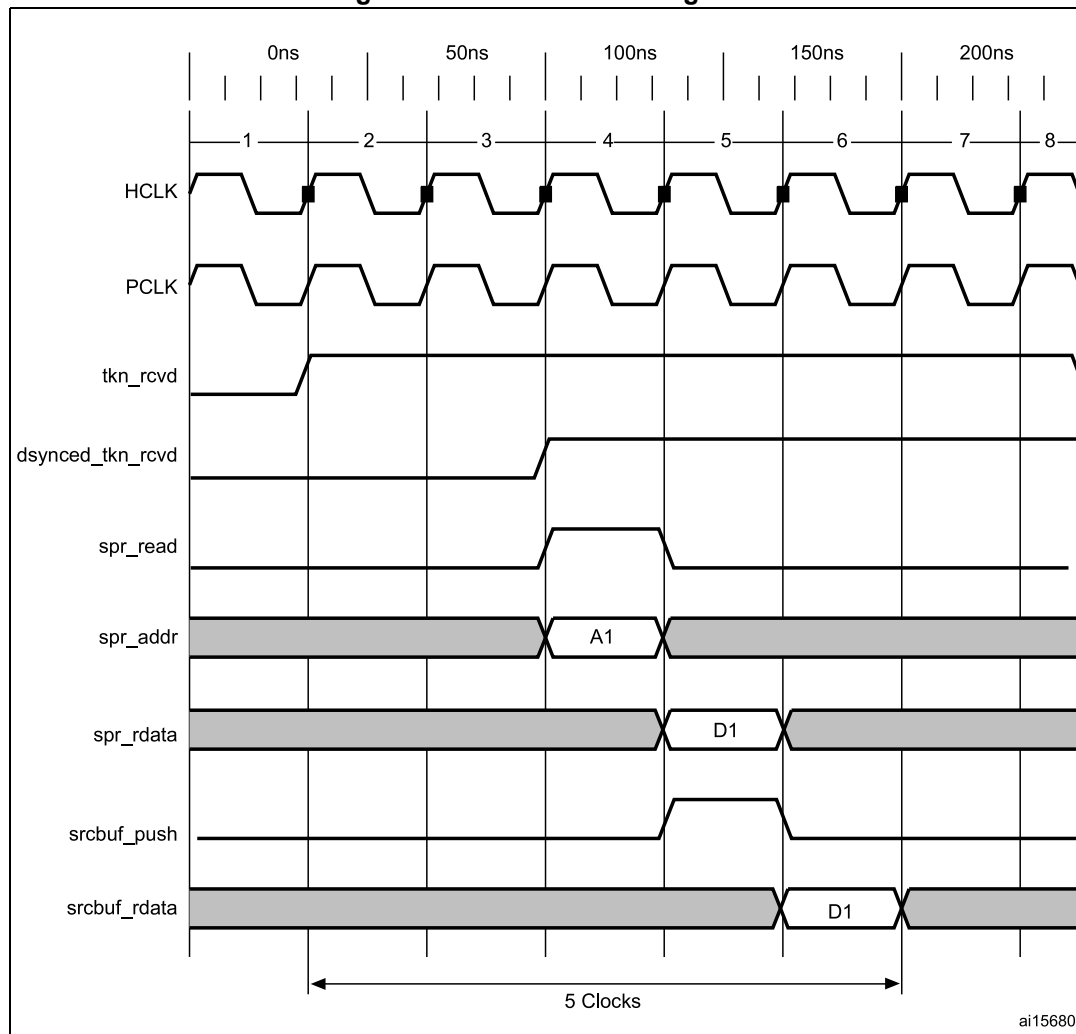 0ns 50ns 100ns 150ns 200ns
1 2 3 4 5 6 7 8
HCLK
PCLK
tkn_rcvd
dsynced_tkn_rcvd
spr_read
spr_addr A1
spr_rdata D1
srcbuf_push
srcbuf_rdata D1
5 Clocks
ai15680